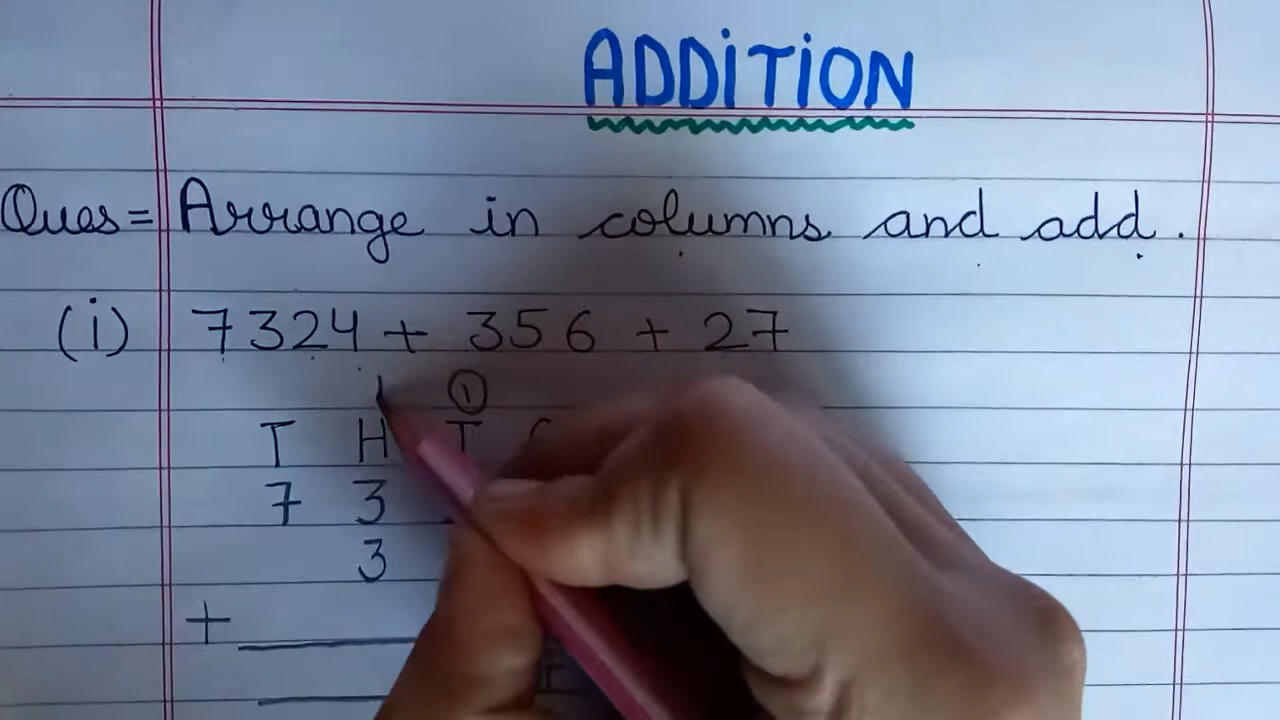 ADDITION
Ques= Arrange in columns and add.
(i) 7324 + 356 + 27
1 1
T H T
7 3
3
+